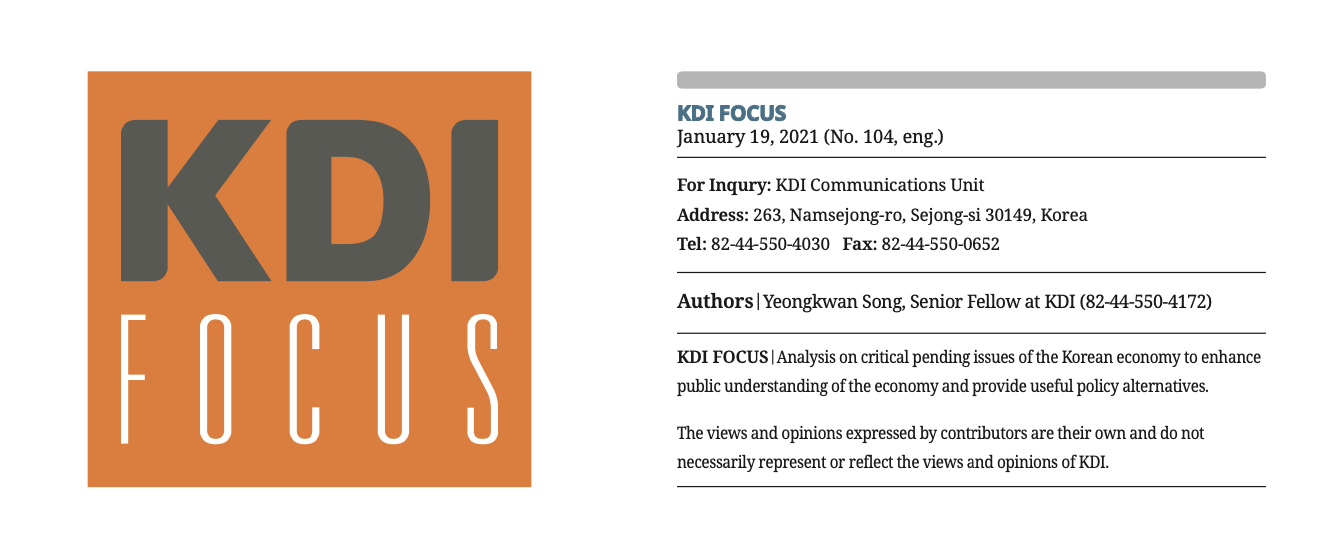 KDI
FOCUS
KDI FOCUS
January 19, 2021 (No. 104, eng.)
For Inqury: KDI Communications Unit
Address: 263, Namsejong-ro, Sejong-si 30149, Korea
Tel: 82-44-550-4030 Fax: 82-44-550-0652
Authors|Yeongkwan Song, Senior Fellow at KDI (82-44-550-4172)
KDI FOCUS|Analysis on critical pending issues of the Korean economy to enhance
public understanding of the economy and provide useful policy alternatives.
The views and opinions expressed by contributors are their own and do not
necessarily represent or reflect the views and opinions of KDI.